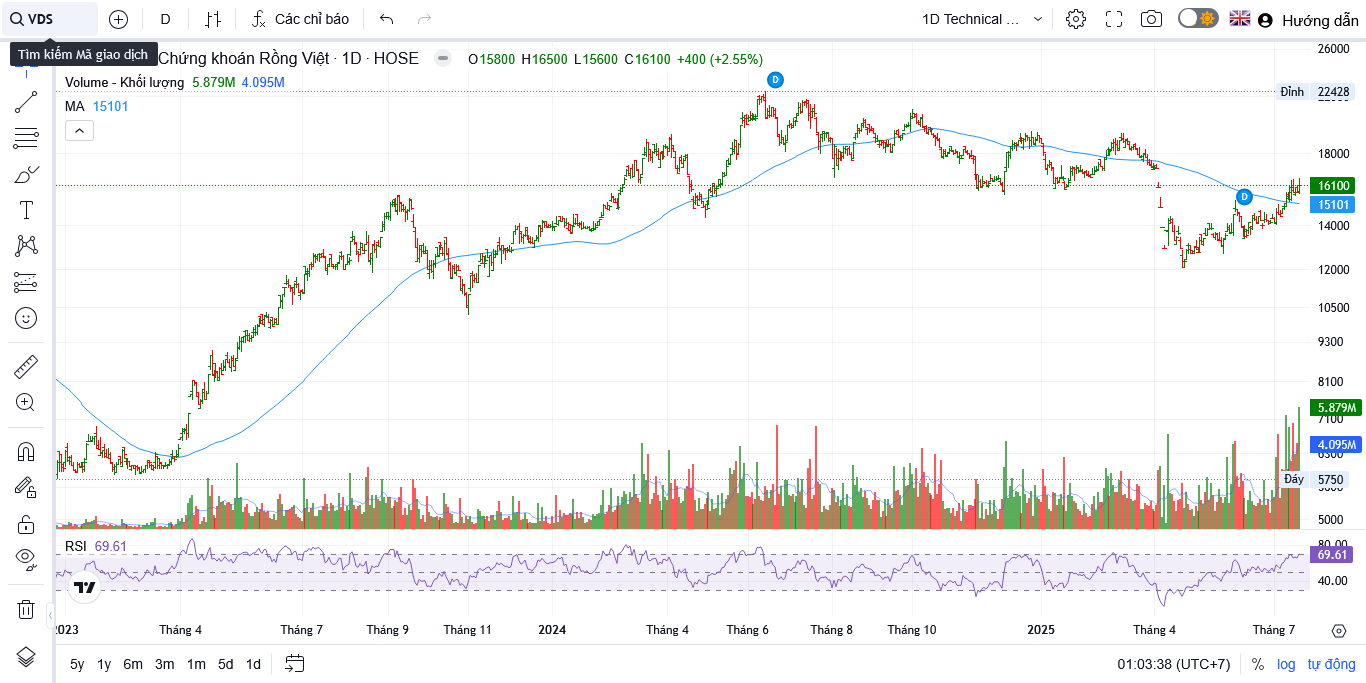 VDS
D
Các chỉ báo
1D Technical ...
Hướng dẫn
Tìm kiếm Mã giao dịch
Chứng khoán Rồng Việt · 1D · HOSE
O15800 H16500 L15600 C16100 +400 (+2.55%)
Volume - Khối lượng 5.879M 4.095M
MA 15101
D
D
26000
Đỉnh 22428
18000
16100
15101
14000
12000
10500
9300
8100
5.879M
7100
4.095M
Đáy 5750
5000
RSI 69.61
80.00
69.61
40.00
2023 Tháng 4 Tháng 7 Tháng 9 Tháng 11 2024 Tháng 4 Tháng 6 Tháng 8 Tháng 10 2025 Tháng 4 Tháng 7
5y 1y 6m 3m 1m 5d 1d
01:03:38 (UTC+7) % log tự động